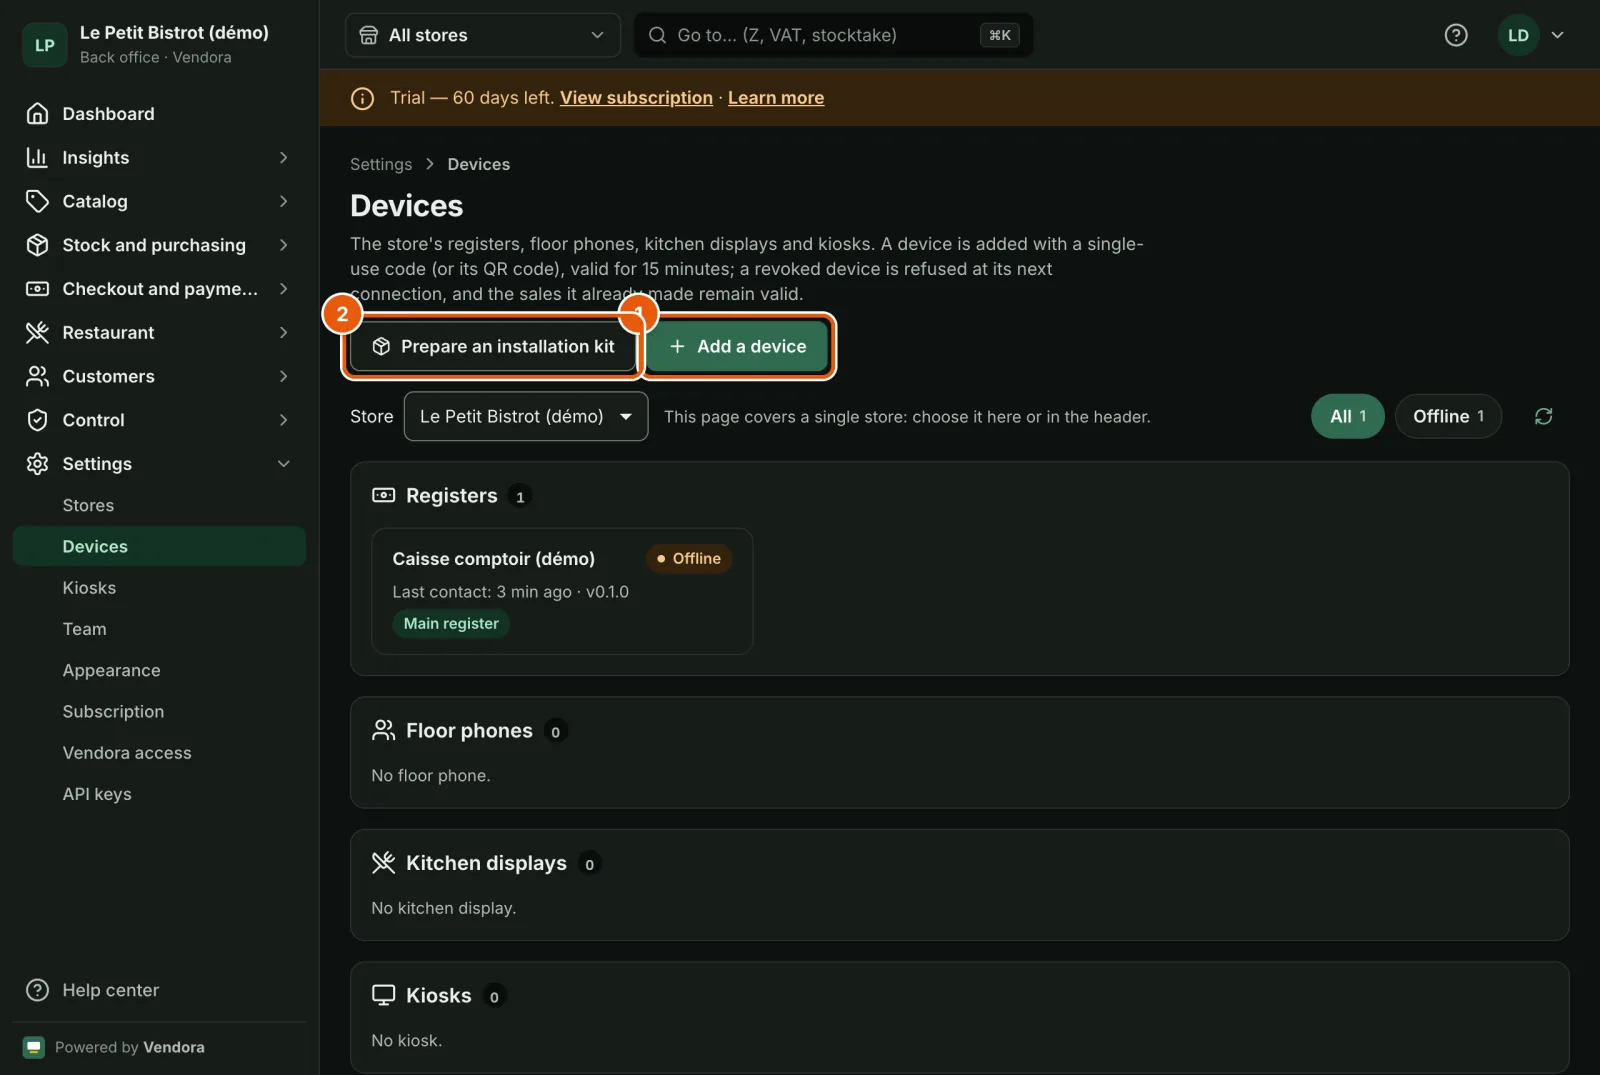 LP
Le Petit Bistrot (démo)
Back office · Vendora
All stores
Go to... (Z, VAT, stocktake)
⌘K
LD
Trial — 60 days left. View subscription · Learn more
Dashboard
Insights
Catalog
Stock and purchasing
Checkout and payme...
Restaurant
Customers
Control
Settings
Stores
Devices
Kiosks
Team
Appearance
Subscription
Vendora access
API keys
Help center
Powered by Vendora
Settings > Devices
Devices
The store's registers, floor phones, kitchen displays and kiosks. A device is added with a single-
use code (or its QR code), valid for 15 minutes; a revoked device is refused at its next
connection, and the sales it already made remain valid.
2
Prepare an installation kit
1
+ Add a device
Store
Le Petit Bistrot (démo)
This page covers a single store: choose it here or in the header.
All 1
Offline 1
Registers 1
Caisse comptoir (démo)
Offline
Last contact: 3 min ago · v0.1.0
Main register
Floor phones 0
No floor phone.
Kitchen displays 0
No kitchen display.
Kiosks 0
No kiosk.